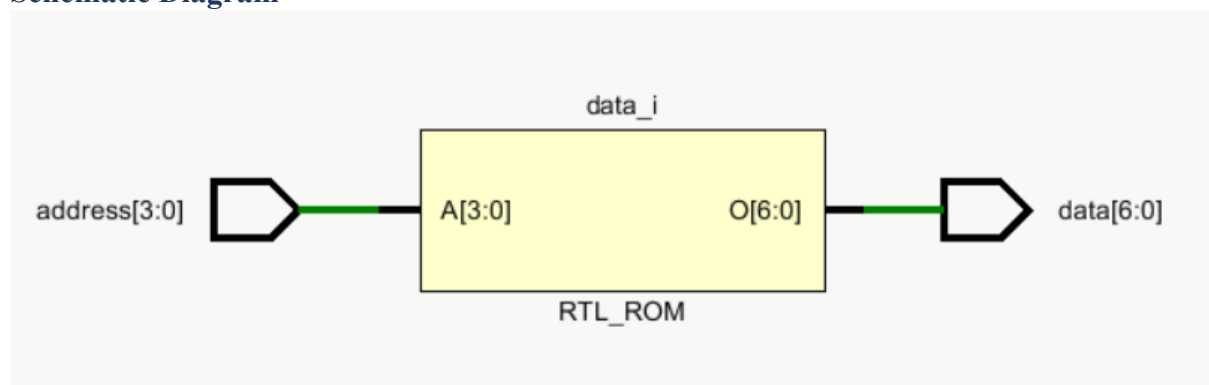 Schematic Diagram
data_i
address[3:0] A[3:0] O[6:0] data[6:0]
RTL_ROM